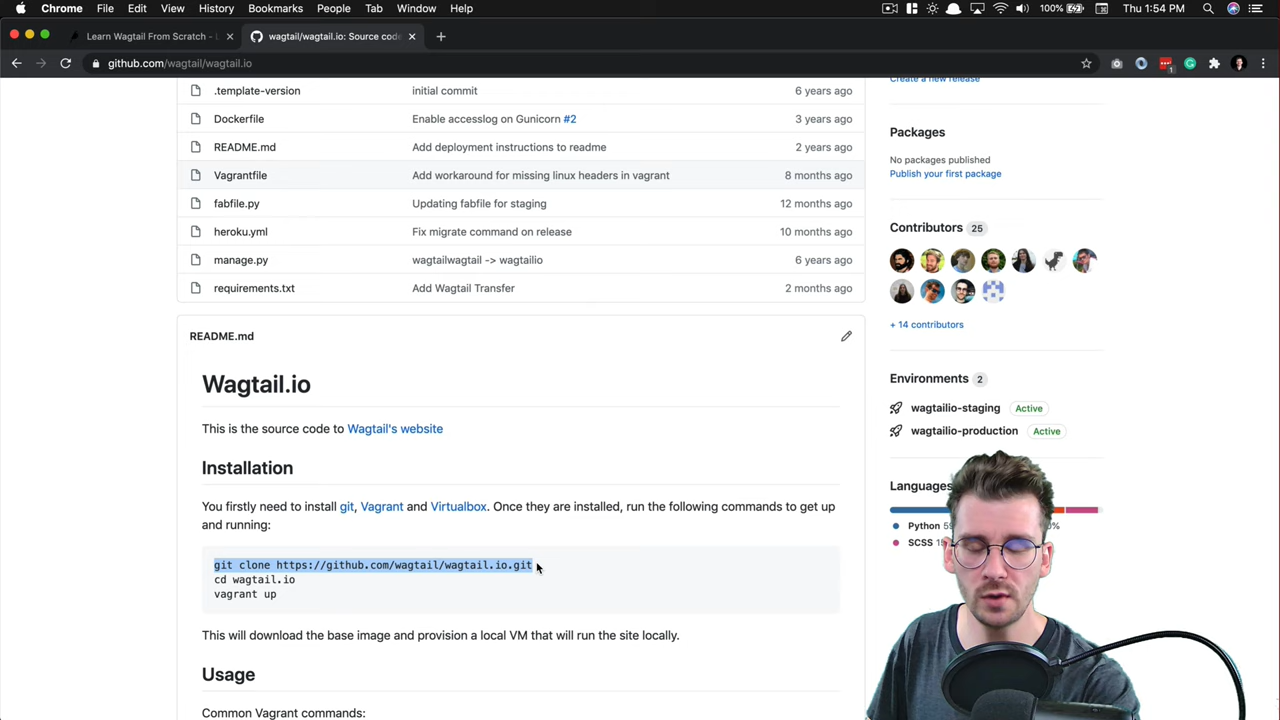 Chrome File Edit View History Bookmarks People Tab Window Help 100% Thu 1:54 PM
Learn Wagtail From Scratch - L
wagtail/wagtail.io: Source code
github.com/wagtail/wagtail.io
1
Create a new release
.template-version initial commit 6 years ago
Dockerfile Enable accesslog on Gunicorn #2 3 years ago
README.md Add deployment instructions to readme 2 years ago
Vagrantfile Add workaround for missing linux headers in vagrant 8 months ago
fabfile.py Updating fabfile for staging 12 months ago
heroku.yml Fix migrate command on release 10 months ago
manage.py wagtailwagtail -> wagtailio 6 years ago
requirements.txt Add Wagtail Transfer 2 months ago
README.md
Wagtail.io
This is the source code to Wagtail's website
Installation
You firstly need to install git, Vagrant and Virtualbox. Once they are installed, run the following commands to get up
and running:
git clone https://github.com/wagtail/wagtail.io.git
cd wagtail.io
vagrant up
This will download the base image and provision a local VM that will run the site locally.
Usage
Common Vagrant commands:
Packages
No packages published
Publish your first package
Contributors 25
+ 14 contributors
Environments 2
wagtailio-staging Active
wagtailio-production Active
Languages
Python
SCSS